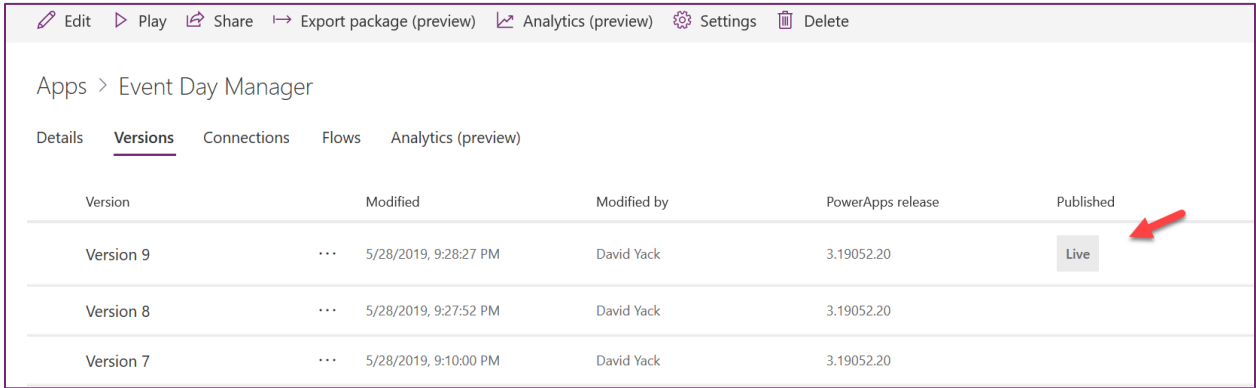 Edit Play Share Export package (preview) Analytics (preview) Settings Delete
Apps > Event Day Manager
Details Versions Connections Flows Analytics (preview)
Version Modified Modified by PowerApps release Published
Version 9 ... 5/28/2019, 9:28:27 PM David Yack 3.19052.20 Live
Version 8 ... 5/28/2019, 9:27:52 PM David Yack 3.19052.20
Version 7 ... 5/28/2019, 9:10:00 PM David Yack 3.19052.20